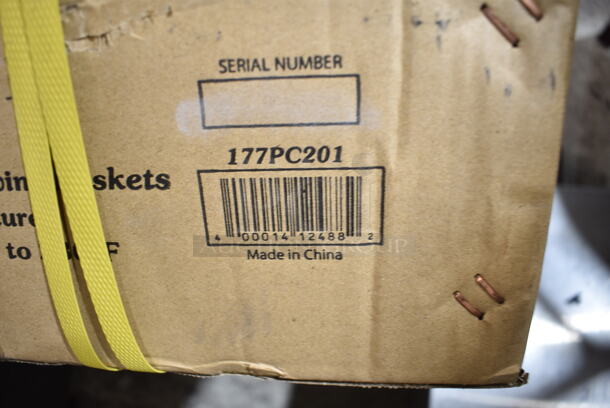 SERIAL NUMBER
177PC201
skets
to
4 00014 12488 2
Made in China